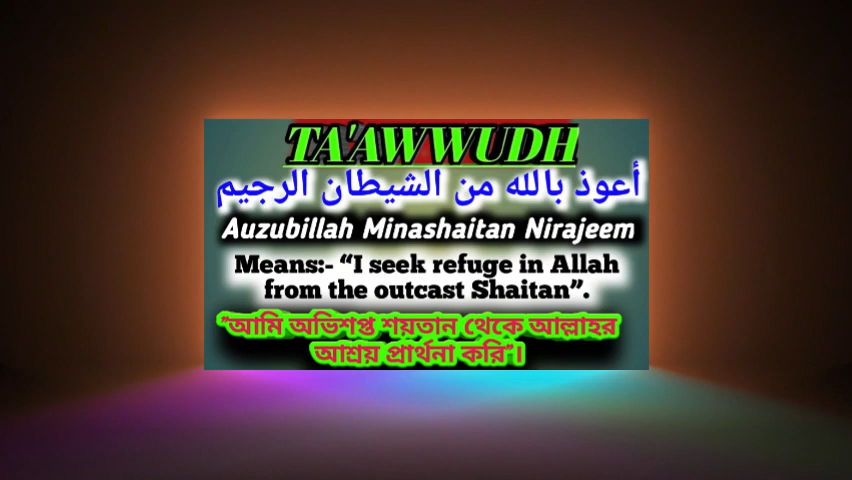 TA'AWWUDH
أعوذ بالله من الشيطان الرجيم
Auzubillah Minashaitan Nirajeem
Means:- “I seek refuge in Allah
from the outcast Shaitan”.
"আমি অভিশপ্ত শয়তান থেকে আল্লাহর
আশ্রয় প্রার্থনা করি"।